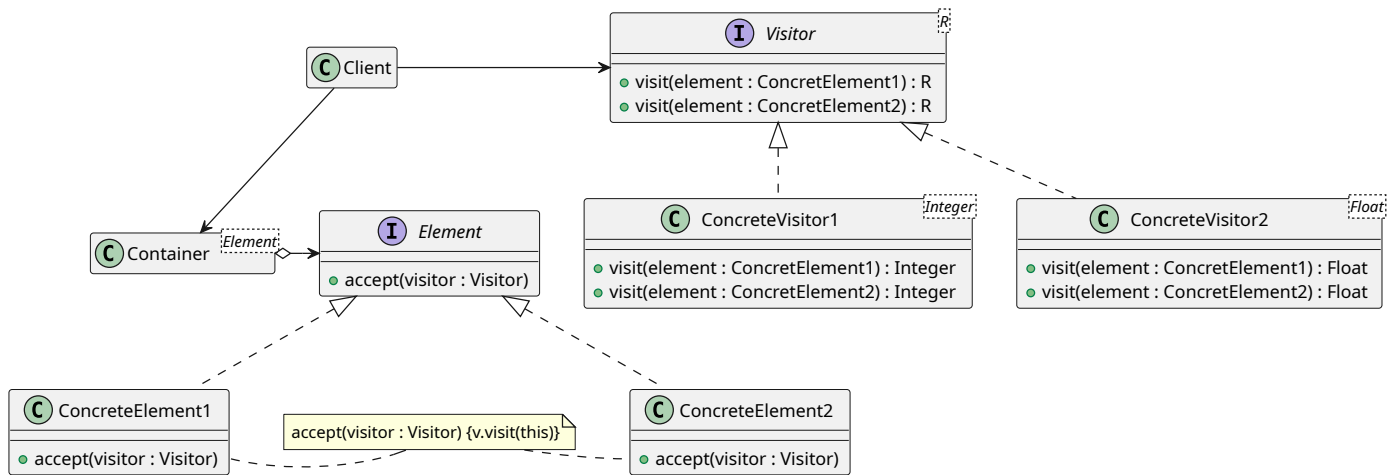 R
I Visitor
+ visit(element : ConcretElement1) : R
+ visit(element : ConcretElement2) : R
C Client
Integer
C ConcreteVisitor1
visit(element : ConcretElement1) : Integer
visit(element : ConcretElement2) : Integer
Float
C ConcreteVisitor2
visit(element : ConcretElement1) : Float
visit(element : ConcretElement2) : Float
Element
C Container
I Element
accept(visitor : Visitor)
C ConcreteElement1
accept(visitor : Visitor)
accept(visitor : Visitor) {v.visit(this)}
C ConcreteElement2
accept(visitor : Visitor)